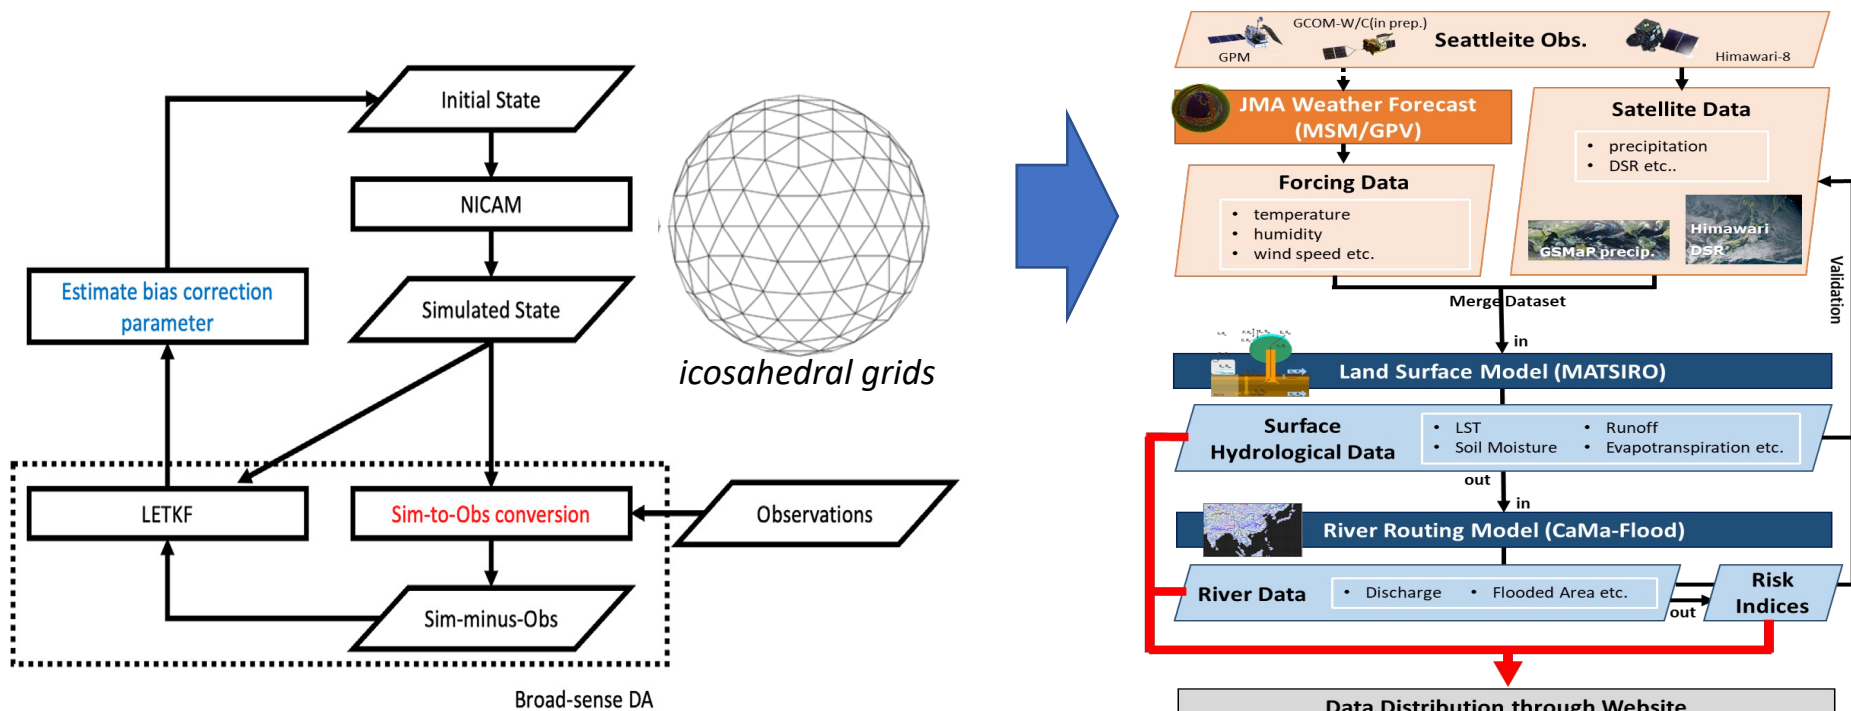 Initial State
NICAM
Estimate bias correction
parameter
Simulated State
icosahedral grids
LETKF
Sim-to-Obs conversion
Observations
Sim-minus-Obs
Broad-sense DA
GCOM-W/C(in prep.)
Seattleite Obs.
GPM
Himawari-8
JMA Weather Forecast
(MSM/GPV)
Satellite Data
• precipitation
• DSR etc..
Forcing Data
• temperature
• humidity
• wind speed etc.
GSMaP precip.
Himawari
DSR
Validation
Merge Dataset
in
Land Surface Model (MATSIRO)
Surface
Hydrological Data
• LST
• Soil Moisture
• Runoff
• Evapotranspiration etc.
out
in
River Routing Model (CaMa-Flood)
River Data
• Discharge • Flooded Area etc.
out
Risk
Indices
Data Distribution through Website